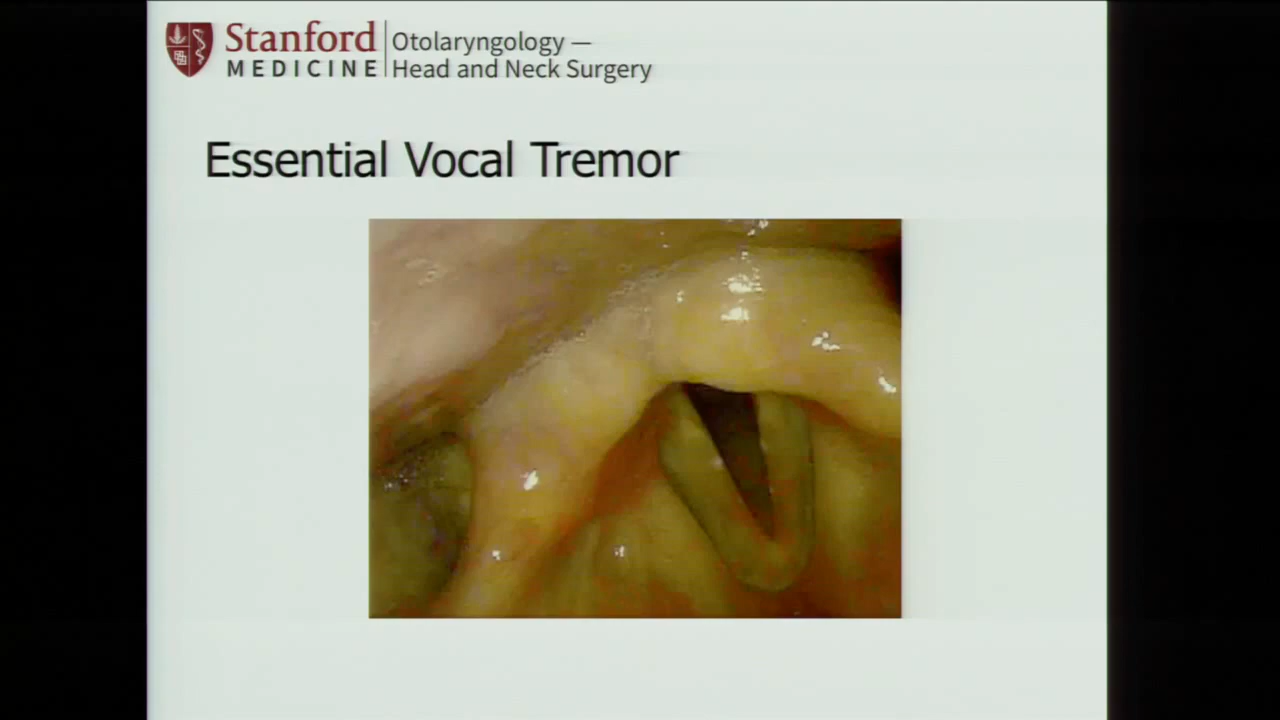 Stanford
MEDICINE
Otolaryngology —
Head and Neck Surgery
Essential Vocal Tremor